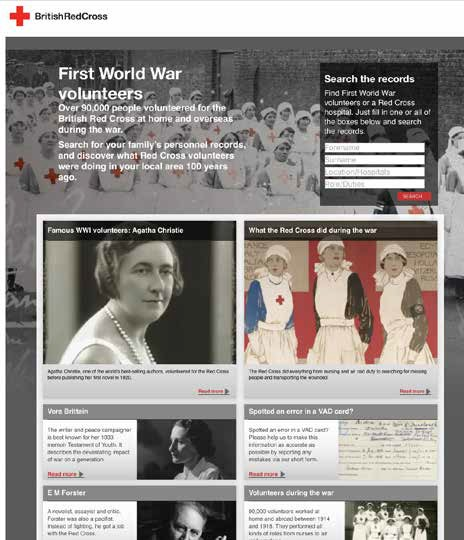 BritishRedCross
First World War
volunteers
Over 90,000 people volunteered for the
British Red Cross at home and overseas
during the war.
Search for your family's personnel records,
and discover what Red Cross volunteers
were doing in your local area 100 years
ago.
Search the records
Find First World War
volunteers or a Red Cross
hospital. Just fill in one or all of
the boxes below and search
the records.
Forename
Surname
Location/Hospitals
Role/Duties
SEARCH
Famous WWI volunteers: Agatha Christie
Agatha Christie, one of the world's best-selling authors, volunteered for the Red Cross
before publishing her first novel in 1920.
Read more
What the Red Cross did during the war
The Red Cross did everything from nursing and air raid duty to searching for missing
people and transporting the wounded
Read more
Vera Brittain
The writer and peace campaigner
is best known for her 1933
memoir Testament of Youth. It
describes the devastating impact
of war on a generation
Read more
Spotted an error in a VAD card?
Spotted an error in a VAD card?
Please help us to make this
information as accurate as
possible by reporting any
mistakes via our short form.
Read more
E M Forster
A novelist, essayist and critic,
Forster was also a pacifist.
Instead of fighting, he got a job
with the Red Cross.
Volunteers during the war
90,000 volunteers worked at
home and abroad between 1914
and 1918. They performed all
kinds of roles from nurses to air